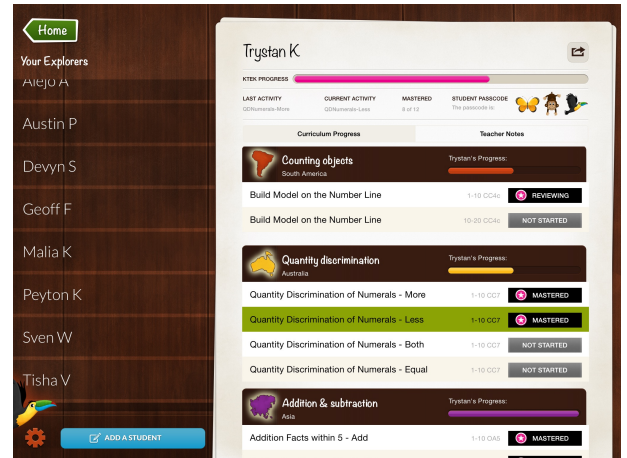 Home
Your Explorers
Alejo A
Austin P
Devyn S
Geoff F
Malia K
Peyton K
Sven W
Tisha V
ADD A STUDENT
Trystan K.
KTEK PROGRESS
LAST ACTIVITY CURRENT ACTIVITY MASTERED STUDENT PASSCODE
QDNumerals-More QDNumerals-Less 8 of 12 The passcode is:
Curriculum Progress Teacher Notes
Counting objects Trystan's Progress:
South America
Build Model on the Number Line 1-10 CC4c REVIEWING
Build Model on the Number Line 10-20 CC4c NOT STARTED
Quantity discrimination Trystan's Progress:
Australia
Quantity Discrimination of Numerals - More 1-10 CC7 MASTERED
Quantity Discrimination of Numerals - Less 1-10 CC7 MASTERED
Quantity Discrimination of Numerals - Both 1-10 CC7 NOT STARTED
Quantity Discrimination of Numerals - Equal 1-10 CC7 NOT STARTED
Addition & subtraction Trystan's Progress:
Asia
Addition Facts within 5 - Add 1-10 OA5 MASTERED